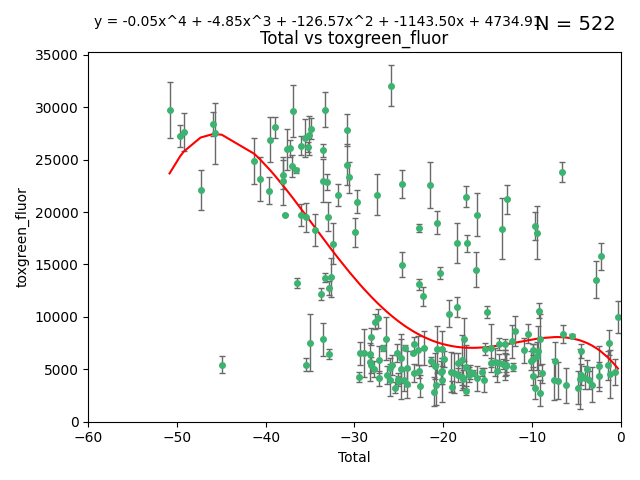 y = -0.05x^4 + -4.85x^3 + -126.57x^2 + -1143.50x + 4734.91
N = 522
Total vs toxgreen_fluor
35000
30000
25000
20000
15000
10000
5000
0
toxgreen_fluor
−60 −50 −40 −30 −20 −10 0
Total